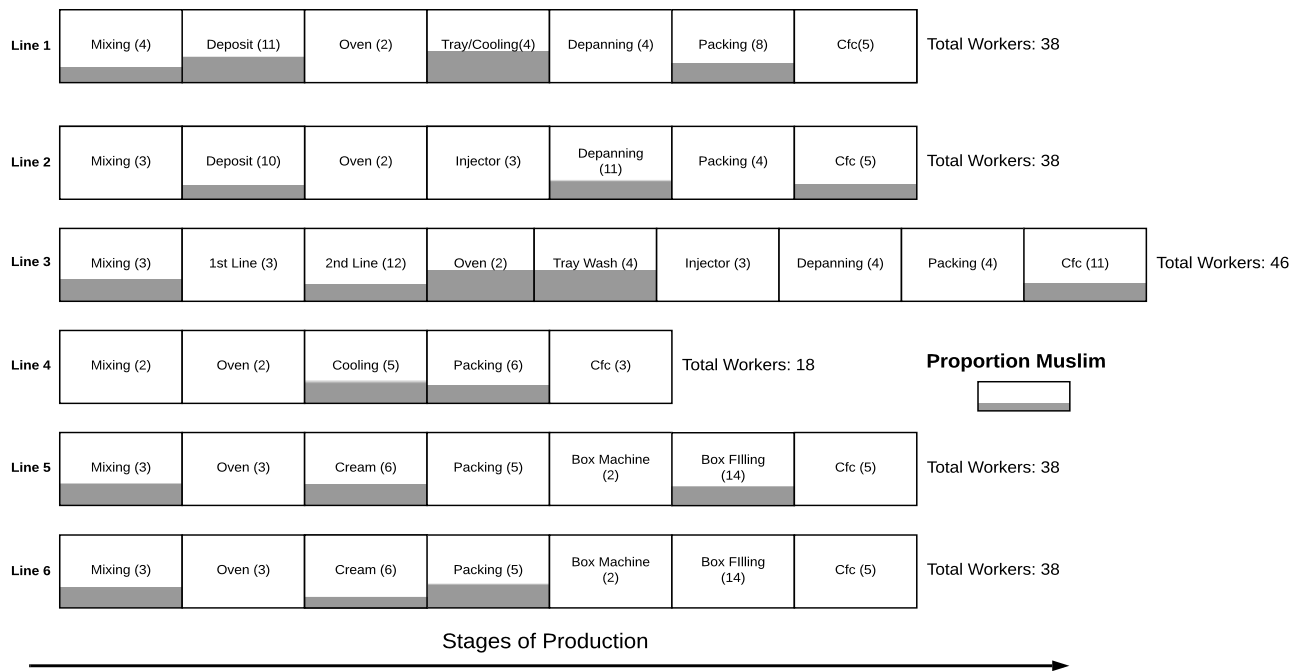 Line 1 Mixing (4) Deposit (11) Oven (2) Tray/Cooling(4) Depanning (4) Packing (8) Cfc(5) Total Workers: 38
Line 2 Mixing (3) Deposit (10) Oven (2) Injector (3) Depanning (11) Packing (4) Cfc (5) Total Workers: 38
Line 3 Mixing (3) 1st Line (3) 2nd Line (12) Oven (2) Tray Wash (4) Injector (3) Depanning (4) Packing (4) Cfc (11) Total Workers: 46
Line 4 Mixing (2) Oven (2) Cooling (5) Packing (6) Cfc (3) Total Workers: 18
Proportion Muslim
Line 5 Mixing (3) Oven (3) Cream (6) Packing (5) Box Machine (2) Box FIlling (14) Cfc (5) Total Workers: 38
Line 6 Mixing (3) Oven (3) Cream (6) Packing (5) Box Machine (2) Box FIlling (14) Cfc (5) Total Workers: 38
Stages of Production